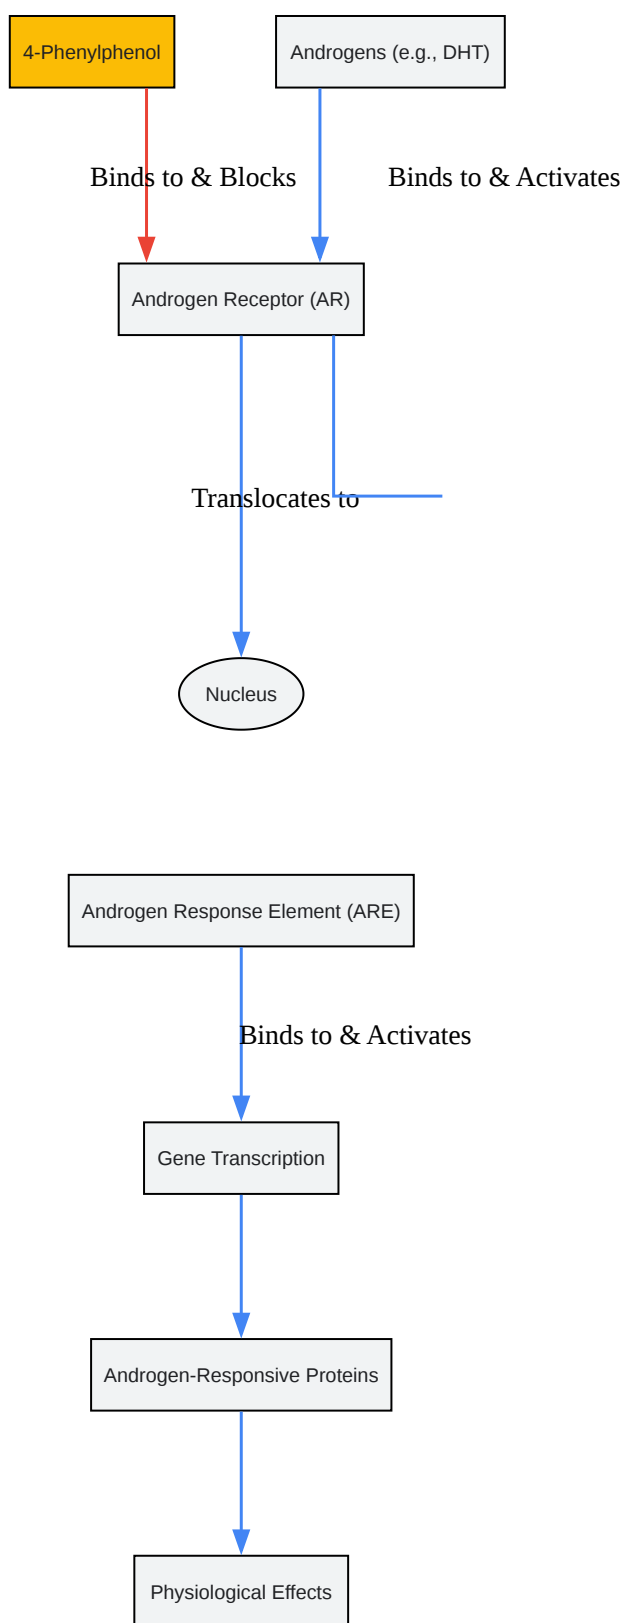 4-Phenylphenol
Androgens (e.g., DHT)
Binds to & Blocks
Binds to & Activates
Androgen Receptor (AR)
Translocates to
Nucleus
Androgen Response Element (ARE)
Binds to & Activates
Gene Transcription
Androgen-Responsive Proteins
Physiological Effects